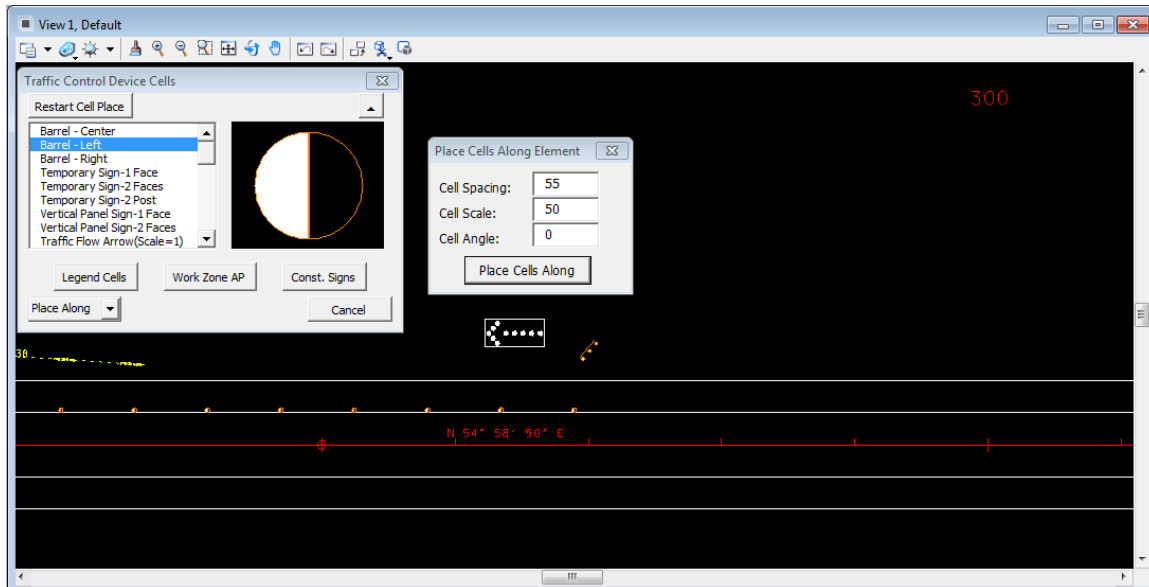 View 1, Default
Traffic Control Device Cells
Restart Cell Place
Barrel - Center
Barrel - Left
Barrel - Right
Temporary Sign-1 Face
Temporary Sign-2 Faces
Temporary Sign-2 Post
Vertical Panel Sign-1 Face
Vertical Panel Sign-2 Faces
Traffic Flow Arrow(Scale=1)
Legend Cells
Work Zone AP
Const. Signs
Place Along
Cancel
Place Cells Along Element
Cell Spacing: 55
Cell Scale: 50
Cell Angle: 0
Place Cells Along
300
30
N 54° 58' 50" E